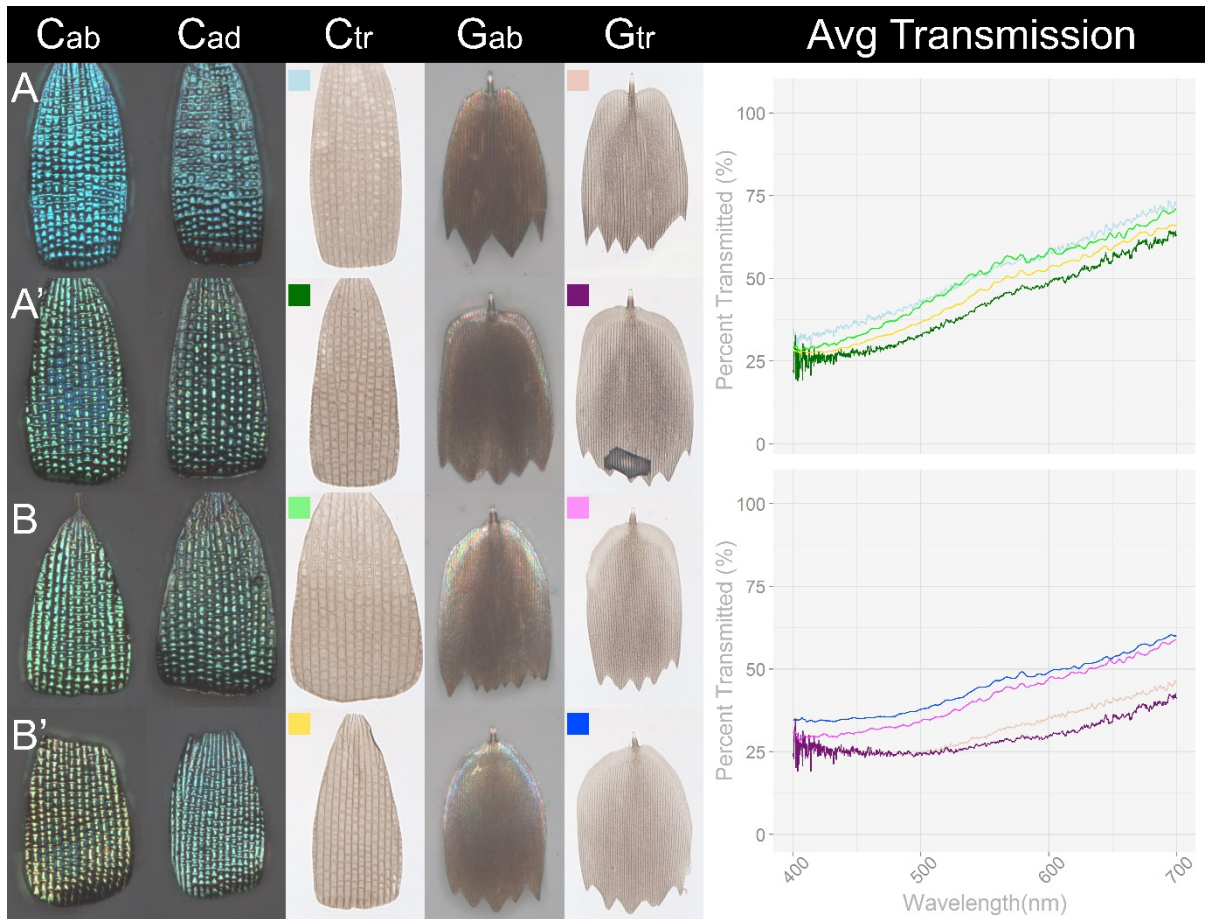 Cab Cad Ctr Gab Gtr Avg Transmission
A
A'
B
B'
Percent Transmitted (%)
100
75
50
25
0
Percent Transmitted (%)
100
75
50
25
0
400 500 600 700
Wavelength(nm)